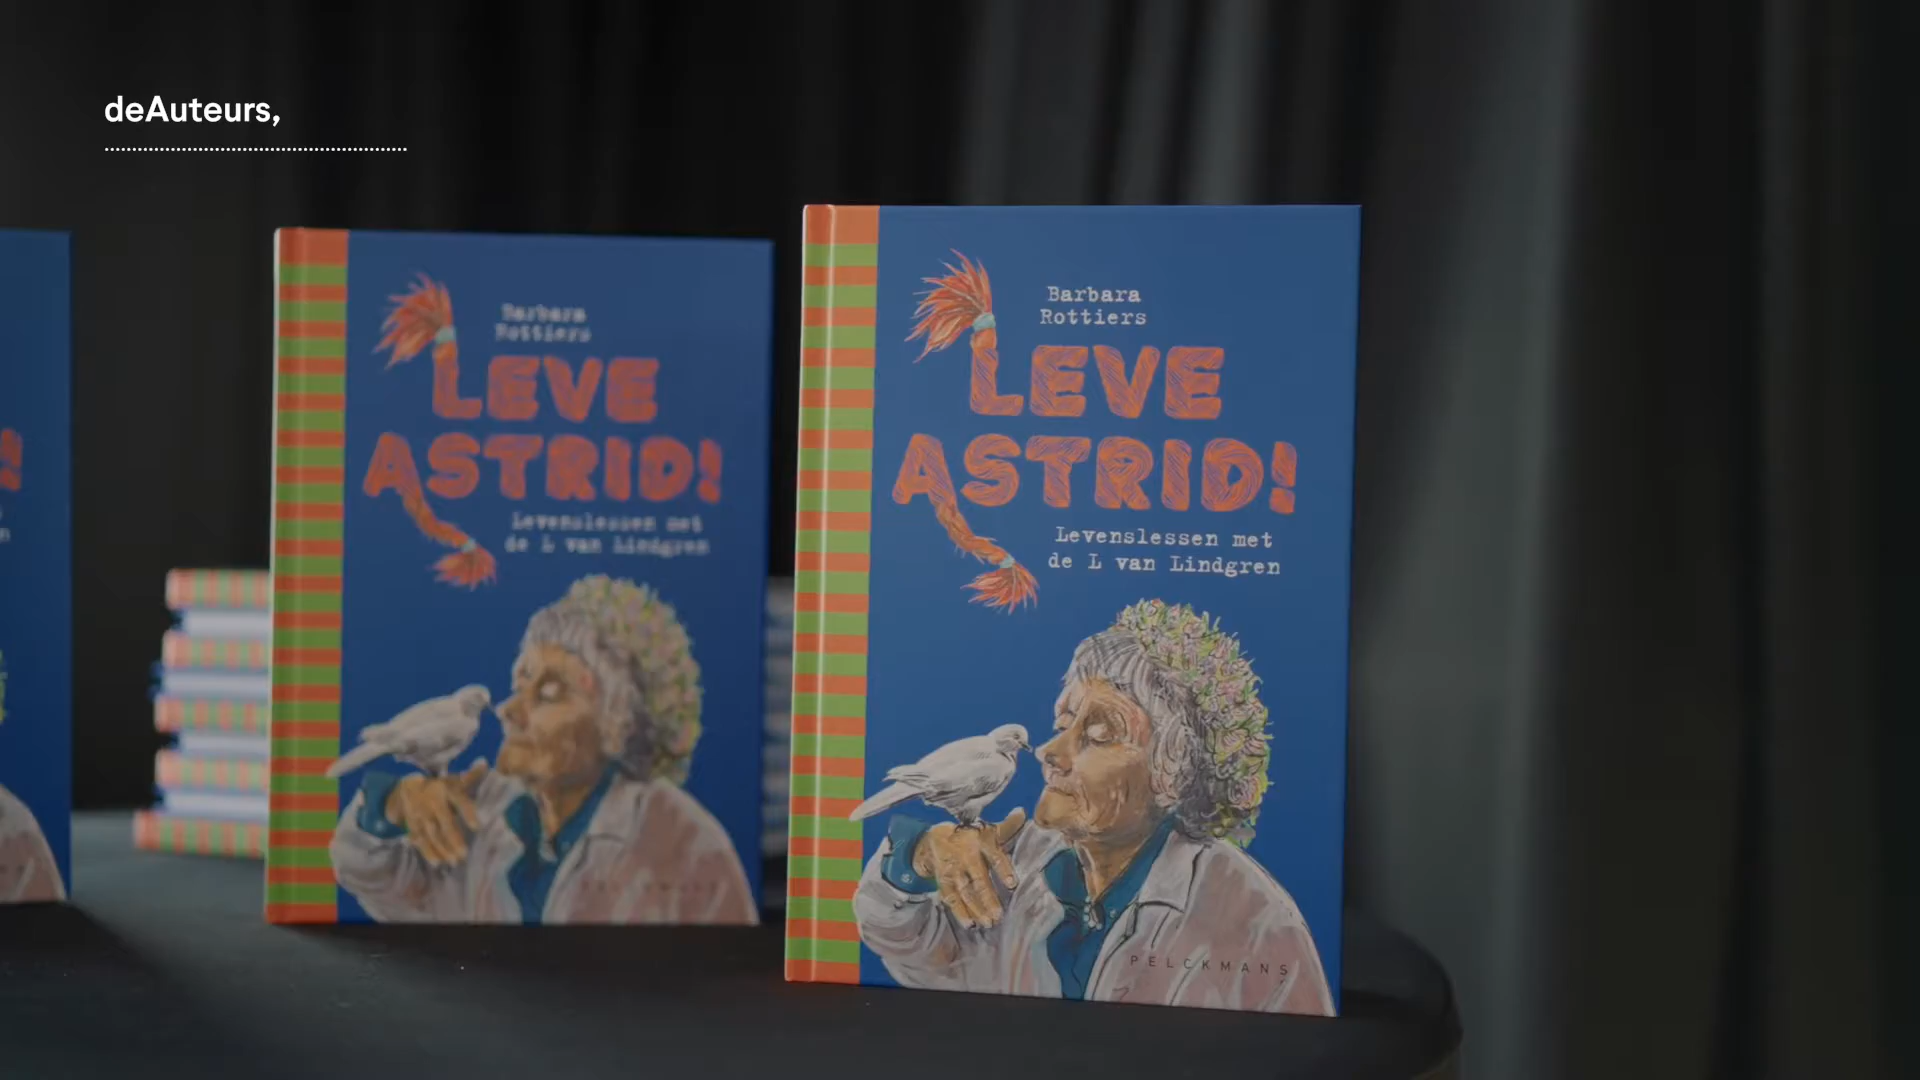 deAuteurs,
Barbara
Rottiers
LEVE
ASTRID!
Levenslessen met
de L van Lindgren
Barbara
Rottiers
LEVE
ASTRID!
Levenslessen met
de L van Lindgren
PELCKMANS